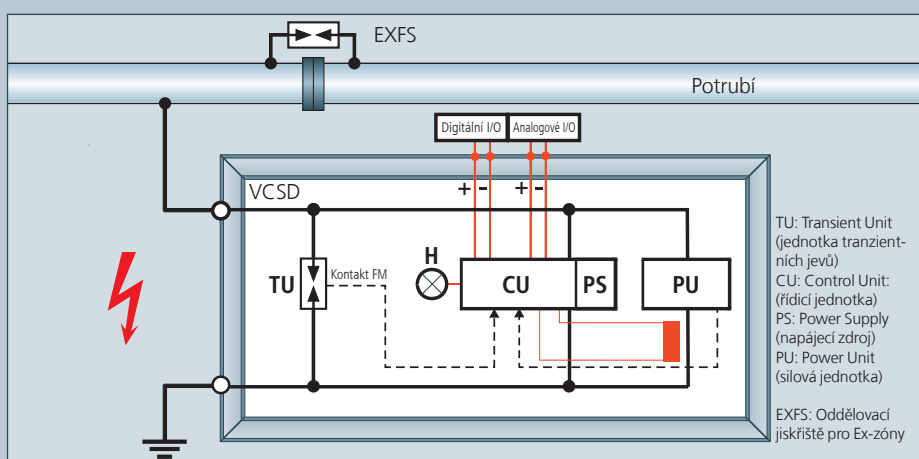 EXFS
Potrubí
Digitální I/O
Analogové I/O
VCSD
+ -
+ -
H
TU
Kontakt FM
CU
PS
PU
TU: Transient Unit
(jednotka tranzient-
ních jevů)
CU: Control Unit:
(řídicí jednotka)
PS: Power Supply
(napájecí zdroj)
PU: Power Unit
(silová jednotka)
EXFS: Oddělovací
jiskřiště pro Ex-zóny